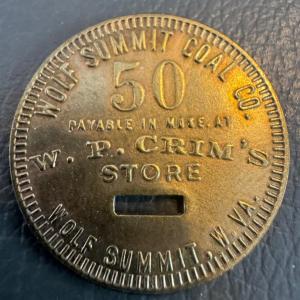 WOLF SUMMIT COAL CO.
50
PAYABLE IN MDSE. AT
W. P. CRIM'S
STORE
WOLF SUMMIT, W. VA.